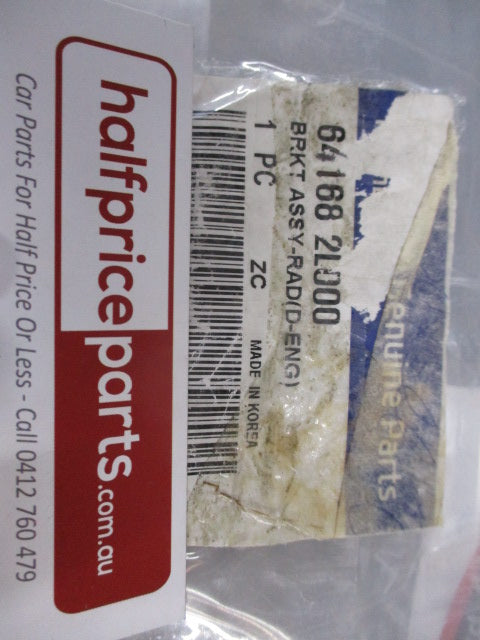 Genuine Parts
64168 2L000
BRKT ASSY-RAD(D-ENG)
1 PC
ZC
MADE IN KOREA
halfpriceparts.com.au
Car Parts For Half Price Or Less - Call 0412 760 479